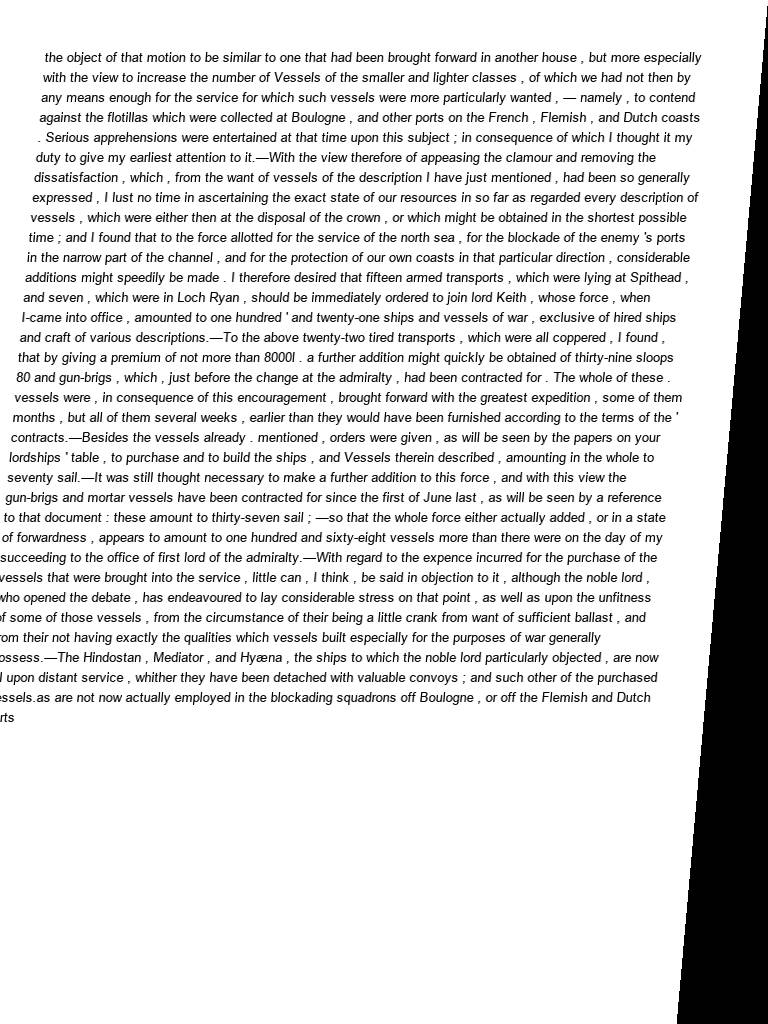 the object of that motion to be similar to one that had been brought forward in another house , but more especially
with the view to increase the number of Vessels of the smaller and lighter classes , of which we had not then by
any means enough for the service for which such vessels were more particularly wanted , — namely , to contend
against the flotillas which were collected at Boulogne , and other ports on the French , Flemish , and Dutch coasts
. Serious apprehensions were entertained at that time upon this subject ; in consequence of which I thought it my
duty to give my earliest attention to it.—With the view therefore of appeasing the clamour and removing the
dissatisfaction , which , from the want of vessels of the description I have just mentioned , had been so generally
expressed , I lust no time in ascertaining the exact state of our resources in so far as regarded every description of
vessels , which were either then at the disposal of the crown , or which might be obtained in the shortest possible
time ; and I found that to the force allotted for the service of the north sea , for the blockade of the enemy 's ports
in the narrow part of the channel , and for the protection of our own coasts in that particular direction , considerable
additions might speedily be made . I therefore desired that fifteen armed transports , which were lying at Spithead ,
and seven , which were in Loch Ryan , should be immediately ordered to join lord Keith , whose force , when
I-came into office , amounted to one hundred ' and twenty-one ships and vessels of war , exclusive of hired ships
and craft of various descriptions.—To the above twenty-two tired transports , which were all coppered , I found ,
that by giving a premium of not more than 8000l . a further addition might quickly be obtained of thirty-nine sloops
80 and gun-brigs , which , just before the change at the admiralty , had been contracted for . The whole of these .
vessels were , in consequence of this encouragement , brought forward with the greatest expedition , some of them
months , but all of them several weeks , earlier than they would have been furnished according to the terms of the '
contracts.—Besides the vessels already . mentioned , orders were given , as will be seen by the papers on your
lordships ' table , to purchase and to build the ships , and Vessels therein described , amounting in the whole to
seventy sail.—It was still thought necessary to make a further addition to this force , and with this view the
gun-brigs and mortar vessels have been contracted for since the first of June last , as will be seen by a reference
to that document : these amount to thirty-seven sail ; —so that the whole force either actually added , or in a state
of forwardness , appears to amount to one hundred and sixty-eight vessels more than there were on the day of my
succeeding to the office of first lord of the admiralty.—With regard to the expence incurred for the purchase of the
vessels that were brought into the service , little can , I think , be said in objection to it , although the noble lord ,
who opened the debate , has endeavoured to lay considerable stress on that point , as well as upon the unfitness
of some of those vessels , from the circumstance of their being a little crank from want of sufficient ballast , and
rom their not having exactly the qualities which vessels built especially for the purposes of war generally
ossess.—The Hindostan , Mediator , and Hyæna , the ships to which the noble lord particularly objected , are now
l upon distant service , whither they have been detached with valuable convoys ; and such other of the purchased
essels.as are not now actually employed in the blockading squadrons off Boulogne , or off the Flemish and Dutch
rts